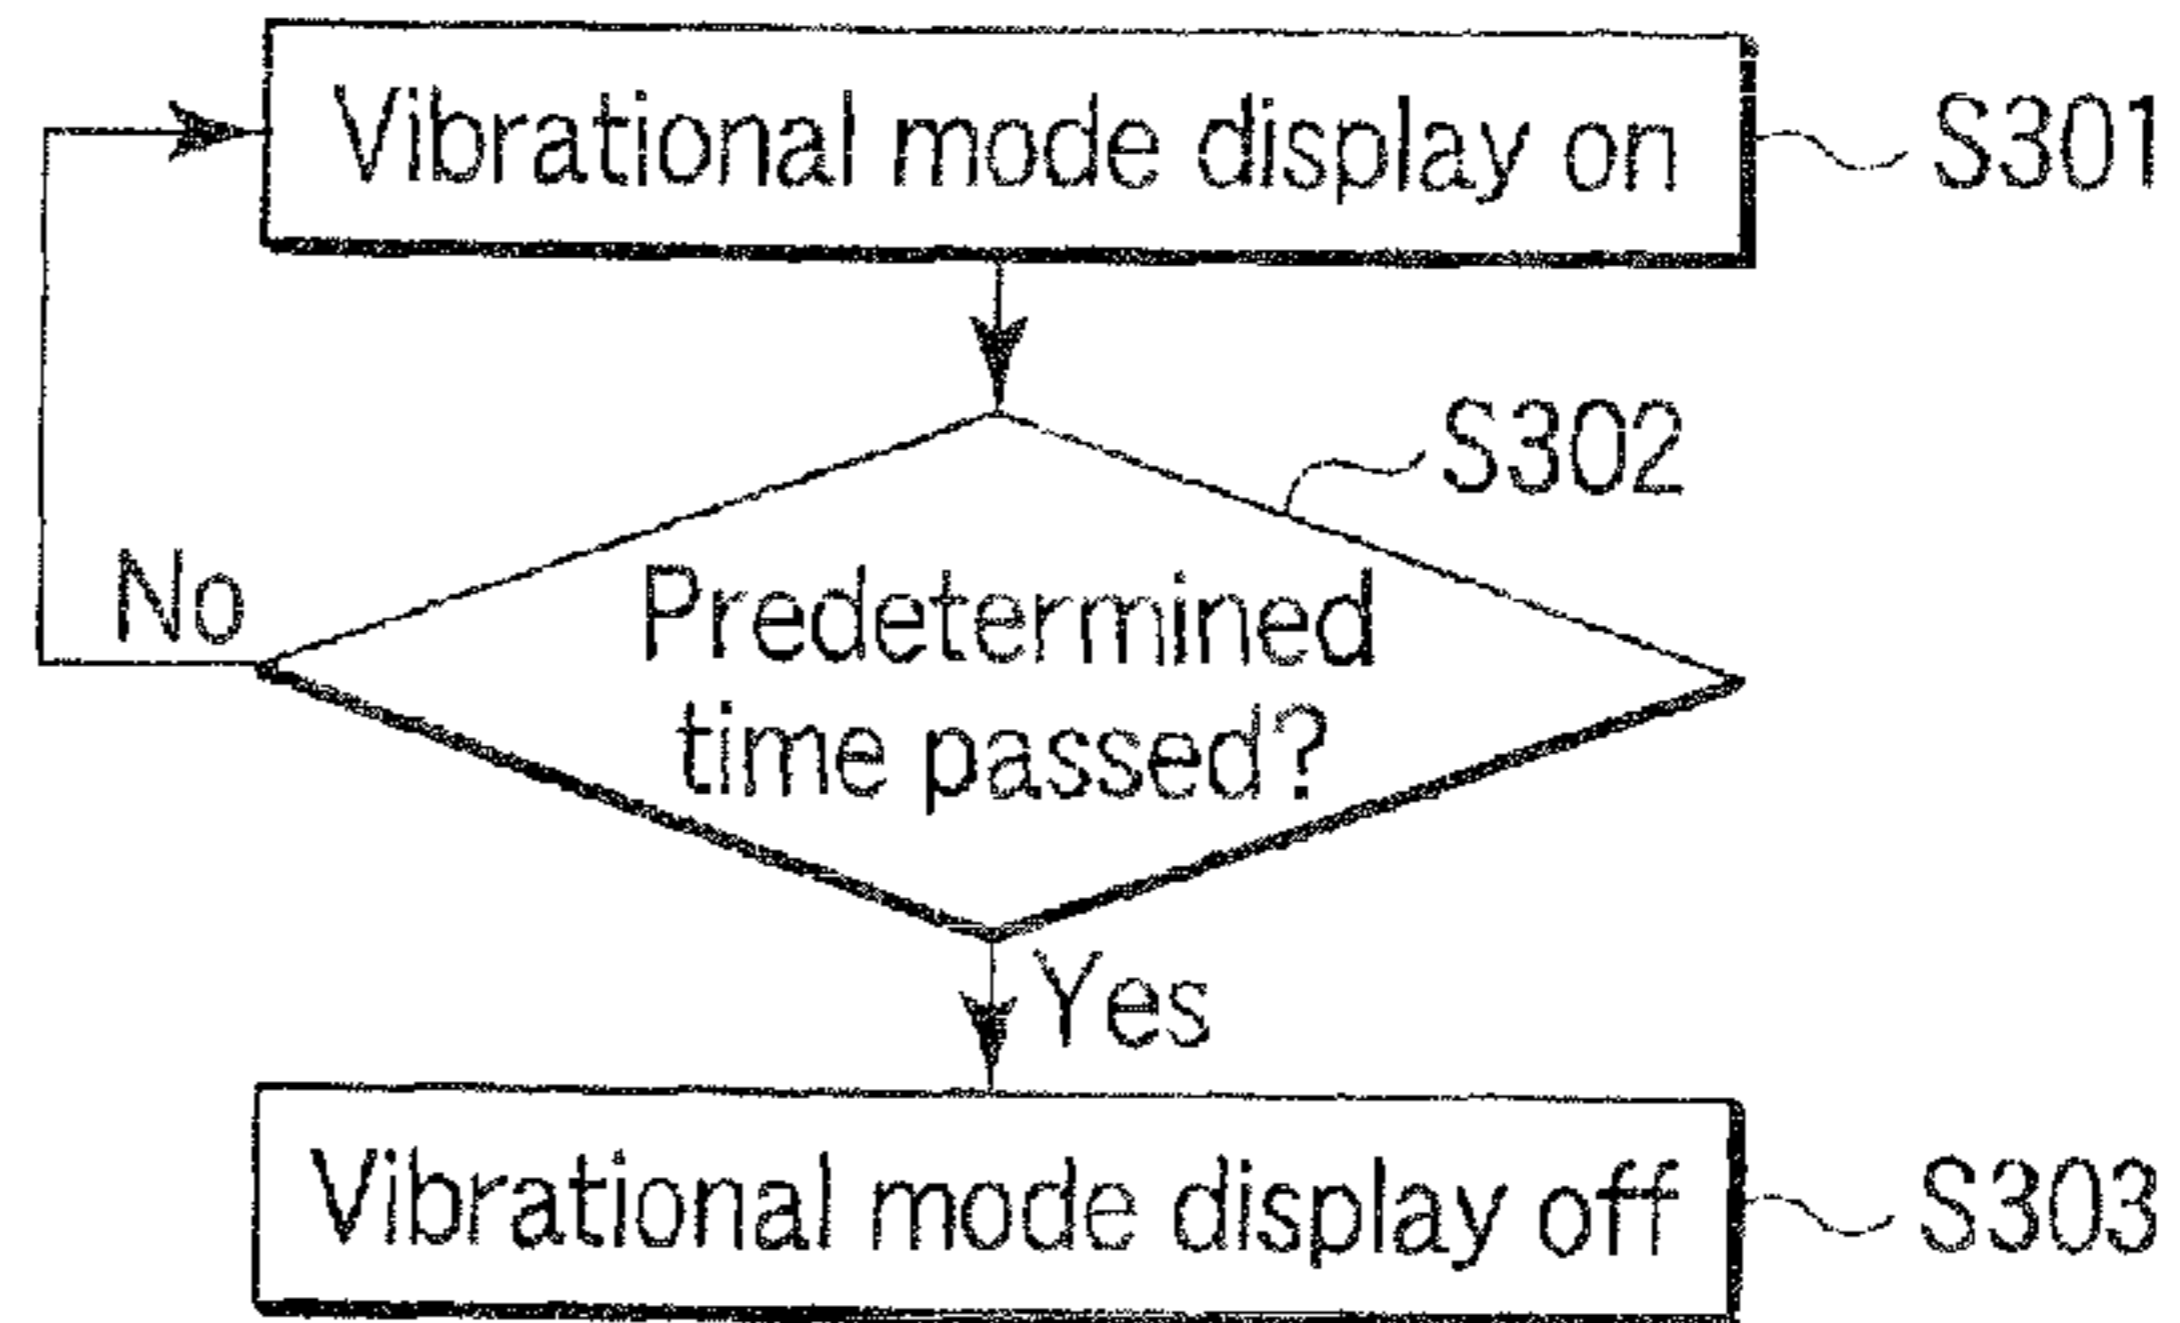 Vibrational mode display on
S301
S302
No
Predetermined
time passed?
Yes
Vibrational mode display off
S303